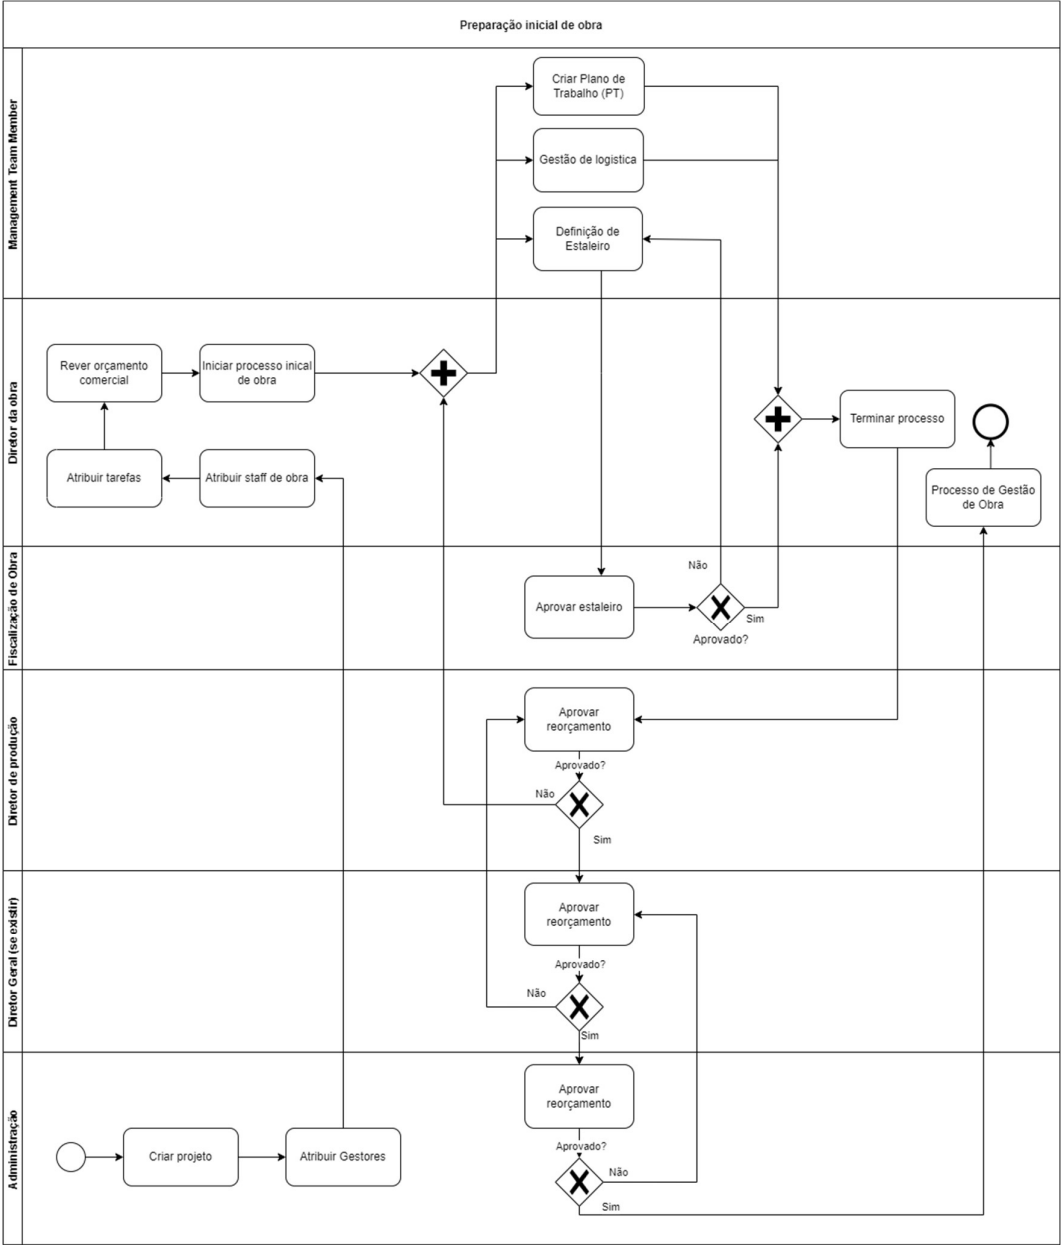 Preparação inicial de obra
Management Team Member
Criar Plano de
Trabalho (PT)
Gestão de logistica
Definição de
Estaleiro
Diretor da obra
Rever orçamento
comercial
Iniciar processo inical
de obra
Atribuir tarefas
Atribuir staff de obra
Terminar processo
Processo de Gestão
de Obra
Fiscalização de Obra
Aprovar estaleiro
Não
Sim
Aprovado?
Diretor de produção
Aprovar
reorçamento
Aprovado?
Não
Sim
Diretor Geral (se existir)
Aprovar
reorçamento
Aprovado?
Não
Sim
Administração
Criar projeto
Atribuir Gestores
Aprovar
reorçamento
Aprovado?
Não
Sim